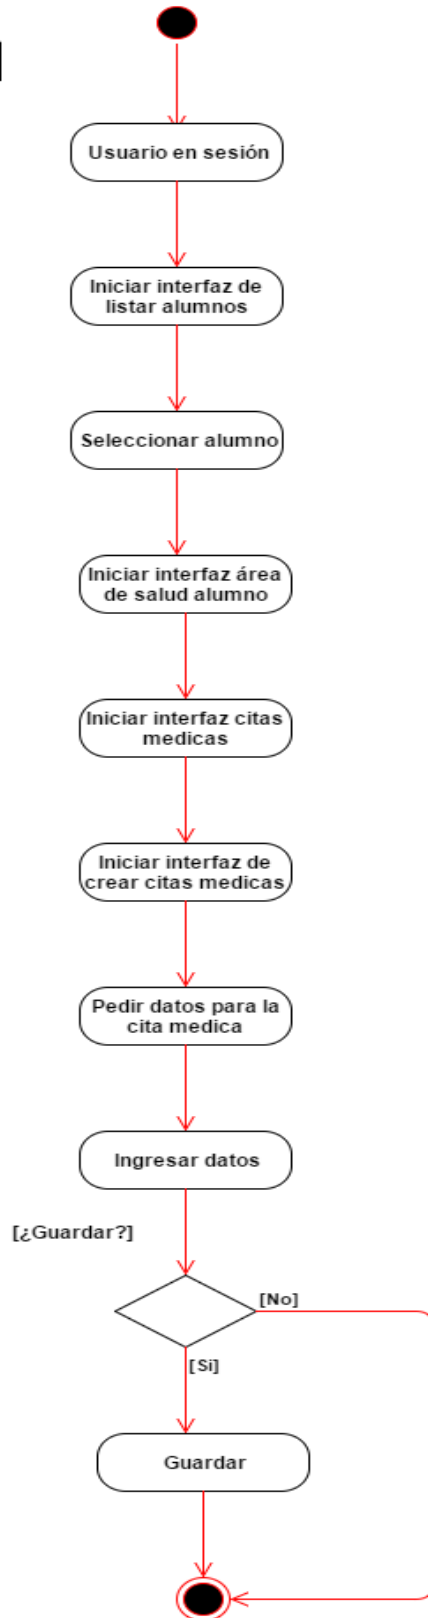 Usuario en sesión
Iniciar interfaz de
listar alumnos
Seleccionar alumno
Iniciar interfaz área
de salud alumno
Iniciar interfaz citas
medicas
Iniciar interfaz de
crear citas medicas
Pedir datos para la
cita medica
Ingresar datos
[¿Guardar?]
[No]
[Si]
Guardar